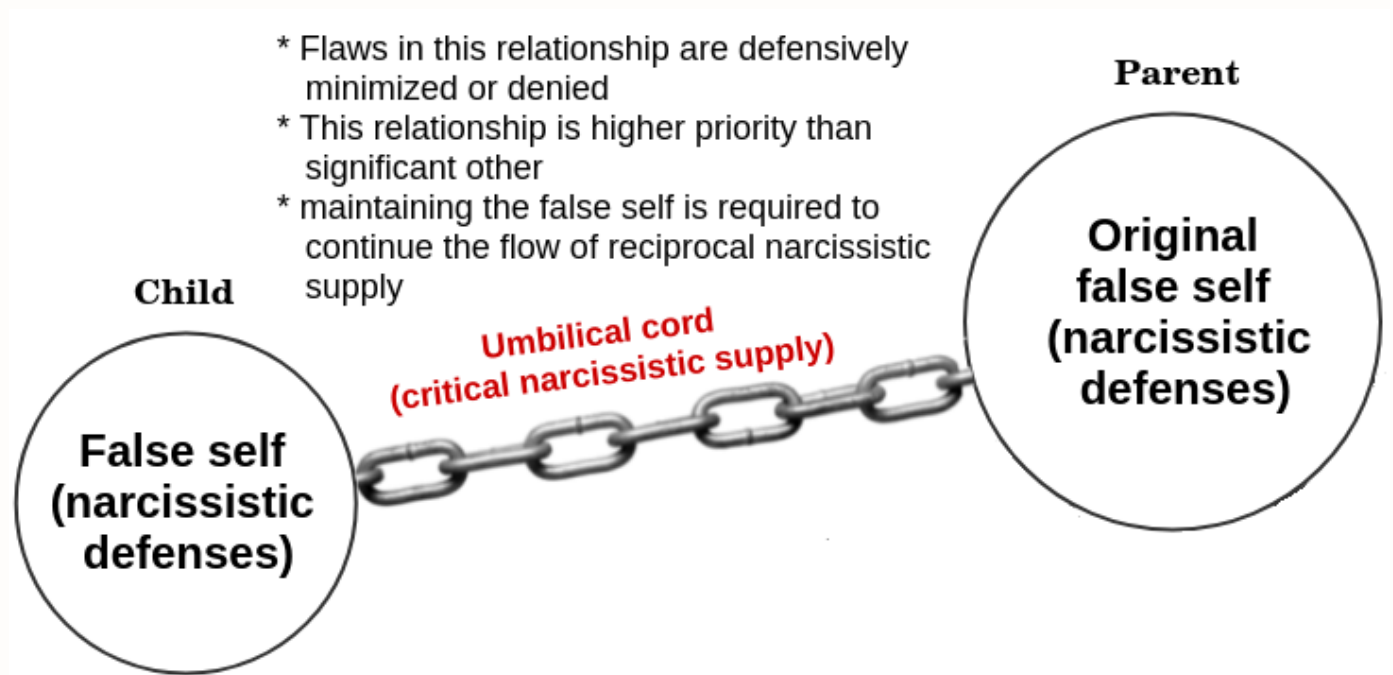 * Flaws in this relationship are defensively
minimized or denied
* This relationship is higher priority than
significant other
* maintaining the false self is required to
continue the flow of reciprocal narcissistic
supply
Parent
Original
false self
(narcissistic
defenses)
Child
False self
(narcissistic
defenses)
Umbilical cord
(critical narcissistic supply)